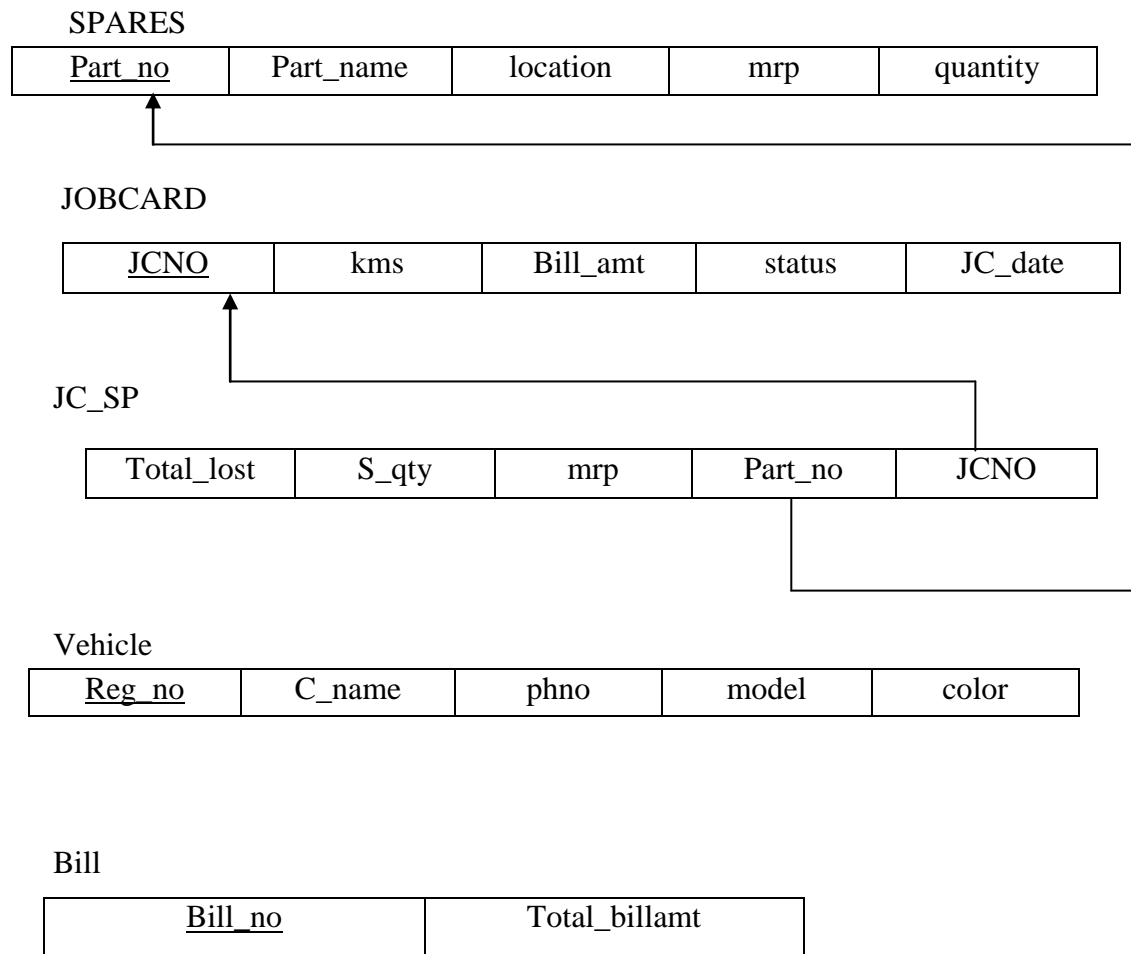 SPARES
Part_no Part_name location mrp quantity
JOBCARD
JCNO kms Bill_amt status JC_date
JC_SP
Total_lost S_qty mrp Part_no JCNO
Vehicle
Reg_no C_name phno model color
Bill
Bill_no Total_billamt